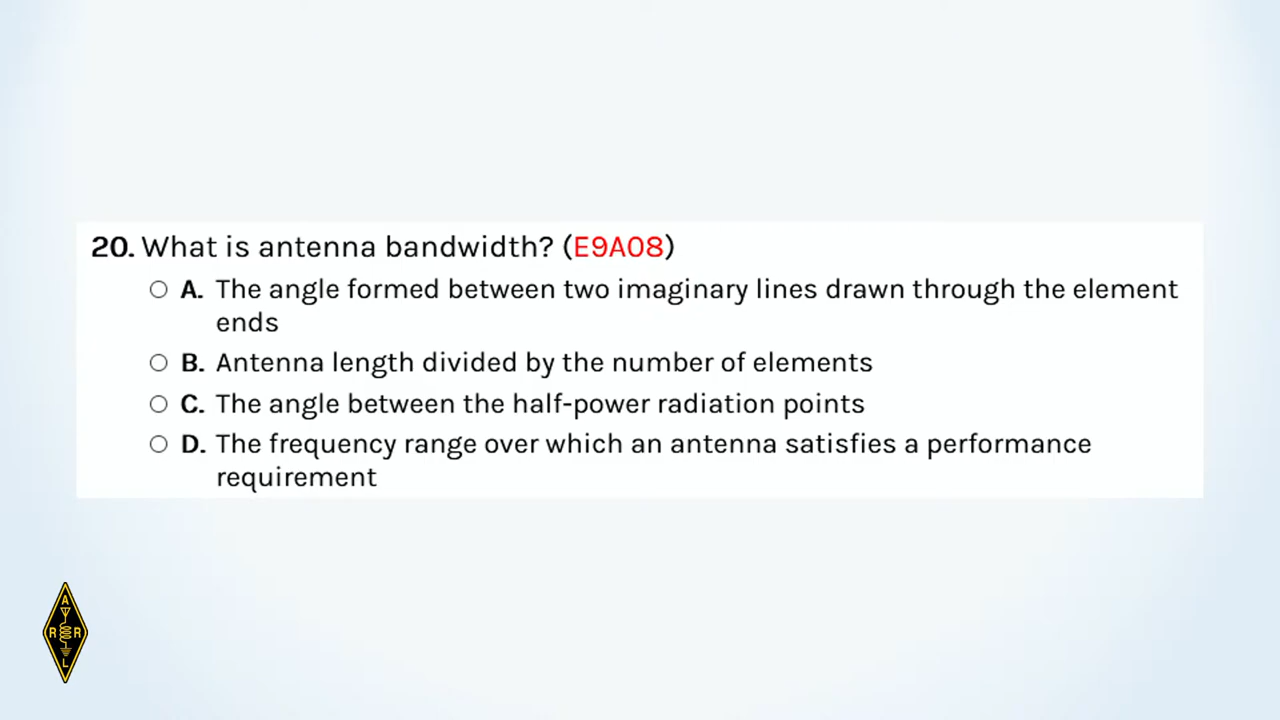 20. What is antenna bandwidth? (E9A08)
A. The angle formed between two imaginary lines drawn through the element
ends
B. Antenna length divided by the number of elements
C. The angle between the half-power radiation points
D. The frequency range over which an antenna satisfies a performance
requirement
A
R R
L